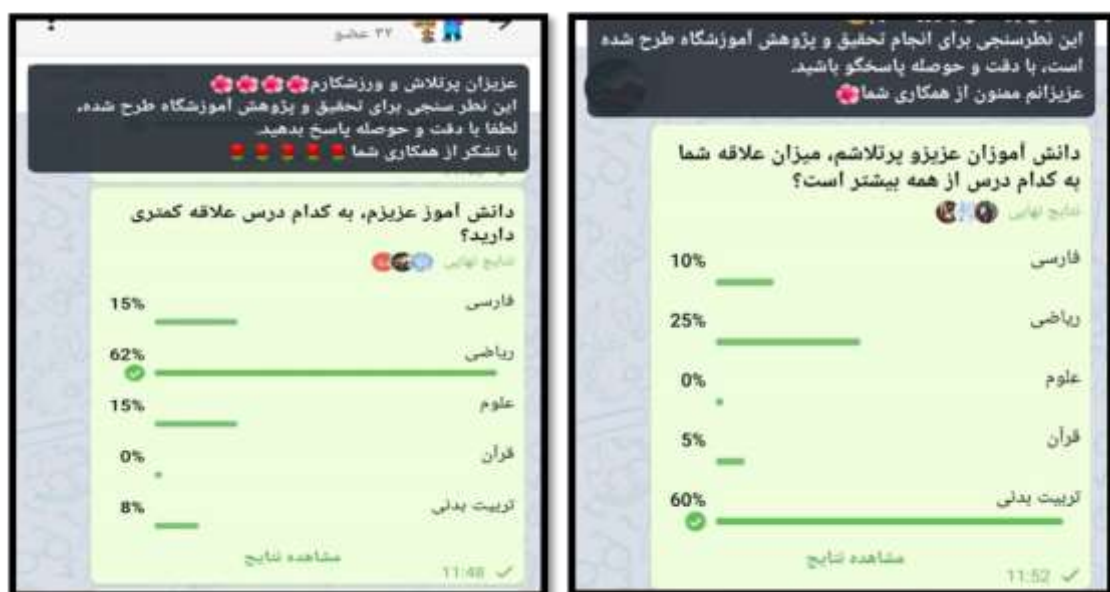 ۳۲ عضو
عزیزان پرتلاش و ورزشکارم🌺🌺🌺🌺
این نظر سنجی برای تحقیق و پژوهش آموزشگاه طرح شده،
لطفا با دقت و حوصله پاسخ بدهید.
با تشکر از همکاری شما🌹🌹🌹🌹🌹
دانش آموز عزیزم، به کدام درس علاقه کمتری
دارید؟
نتایج نهایی
فارسی 15%
ریاضی 62%
علوم 15%
قرآن 0%
تربیت بدنی 8%
مشاهده نتایج
11:48
این نظرسنجی برای انجام تحقیق و پژوهش آموزشگاه طرح شده
است، با دقت و حوصله پاسخگو باشید.
عزیزانم ممنون از همکاری شما🌺
دانش آموزان عزیزو پرتلاشم، میزان علاقه شما
به کدام درس از همه بیشتر است؟
نتایج نهایی
فارسی 10%
ریاضی 25%
علوم 0%
قرآن 5%
تربیت بدنی 60%
مشاهده نتایج
11:52